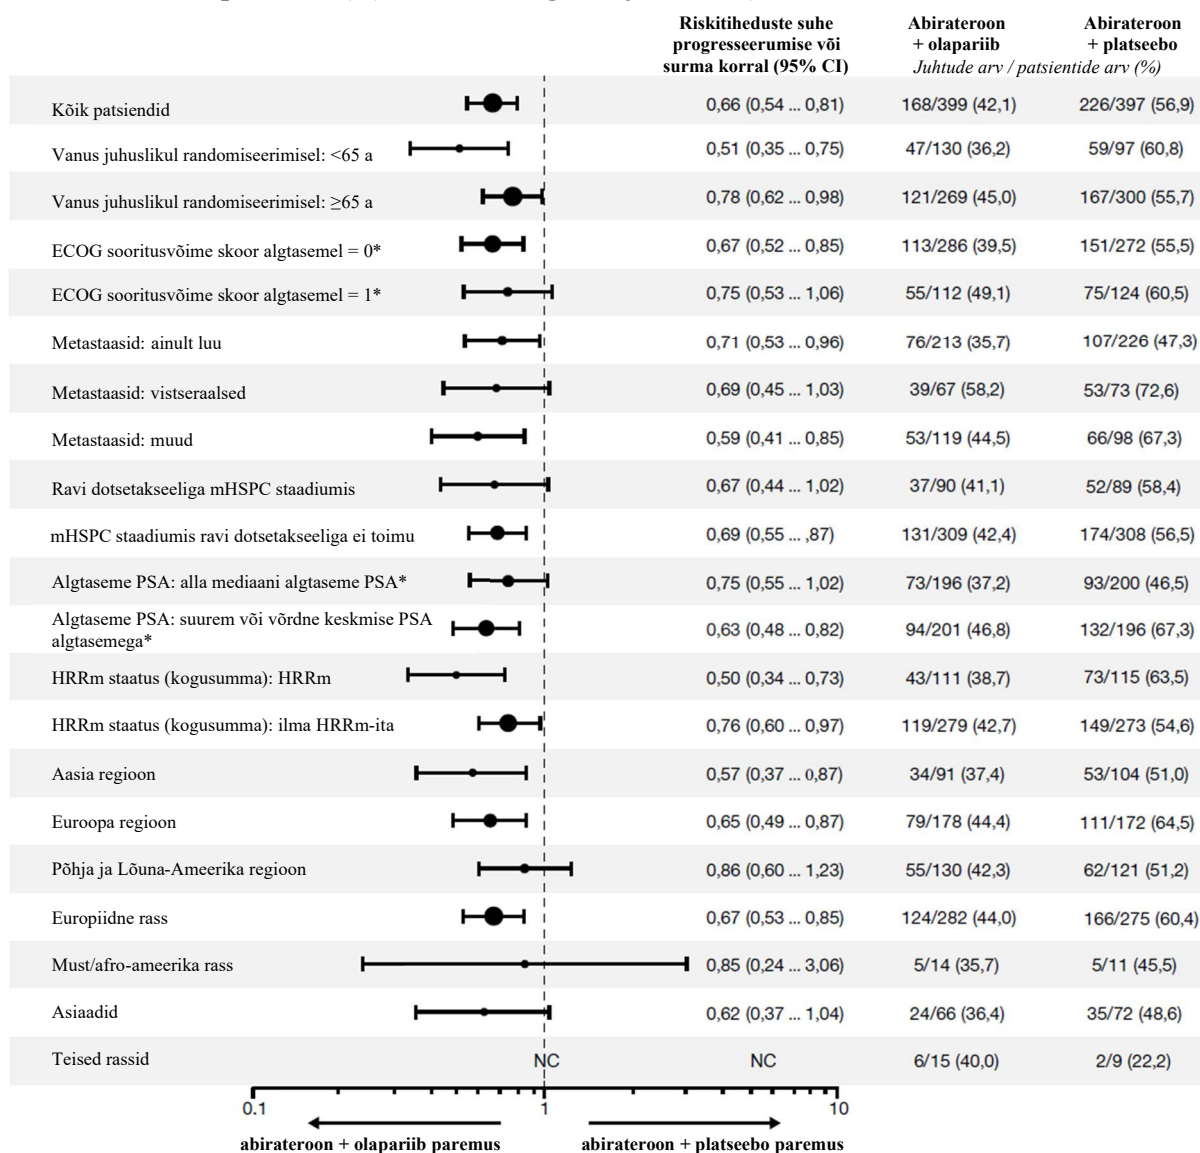 Riskitiheduste suhe progresseerumise või surma korral (95% CI) Abirateroon + olapariib Abirateroon + platseebo
Juhtude arv / patsientide arv (%)
Kõik patsiendid 0,66 (0,54 ... 0,81) 168/399 (42,1) 226/397 (56,9)
Vanus juhuslikul randomiseerimisel: <65 a 0,51 (0,35 ... 0,75) 47/130 (36,2) 59/97 (60,8)
Vanus juhuslikul randomiseerimisel: ≥65 a 0,78 (0,62 ... 0,98) 121/269 (45,0) 167/300 (55,7)
ECOG sooritusvõime skoor algtasemel = 0* 0,67 (0,52 ... 0,85) 113/286 (39,5) 151/272 (55,5)
ECOG sooritusvõime skoor algtasemel = 1* 0,75 (0,53 ... 1,06) 55/112 (49,1) 75/124 (60,5)
Metastaasid: ainult luu 0,71 (0,53 ... 0,96) 76/213 (35,7) 107/226 (47,3)
Metastaasid: vistseraalsed 0,69 (0,45 ... 1,03) 39/67 (58,2) 53/73 (72,6)
Metastaasid: muud 0,59 (0,41 ... 0,85) 53/119 (44,5) 66/98 (67,3)
Ravi dotsetakseeliga mHSPC staadiumis 0,67 (0,44 ... 1,02) 37/90 (41,1) 52/89 (58,4)
mHSPC staadiumis ravi dotsetakseeliga ei toimu 0,69 (0,55 ... ,87) 131/309 (42,4) 174/308 (56,5)
Algtaseme PSA: alla mediaani algtaseme PSA* 0,75 (0,55 ... 1,02) 73/196 (37,2) 93/200 (46,5)
Algtaseme PSA: suurem või võrdne keskmise PSA
algtasemega* 0,63 (0,48 ... 0,82) 94/201 (46,8) 132/196 (67,3)
HRRm staatus (kogusumma): HRRm 0,50 (0,34 ... 0,73) 43/111 (38,7) 73/115 (63,5)
HRRm staatus (kogusumma): ilma HRRm-ita 0,76 (0,60 ... 0,97) 119/279 (42,7) 149/273 (54,6)
Aasia regioon 0,57 (0,37 ... 0,87) 34/91 (37,4) 53/104 (51,0)
Euroopa regioon 0,65 (0,49 ... 0,87) 79/178 (44,4) 111/172 (64,5)
Põhja ja Lõuna-Ameerika regioon 0,86 (0,60 ... 1,23) 55/130 (42,3) 62/121 (51,2)
Europiidne rass 0,67 (0,53 ... 0,85) 124/282 (44,0) 166/275 (60,4)
Must/afro-ameerika rass 0,85 (0,24 ... 3,06) 5/14 (35,7) 5/11 (45,5)
Asiaadid 0,62 (0,37 ... 1,04) 24/66 (36,4) 35/72 (48,6)
Teised rassid NC NC 6/15 (40,0) 2/9 (22,2)
0.1 1 10
abirateroon + olapariib paremus abirateroon + platseebo paremus